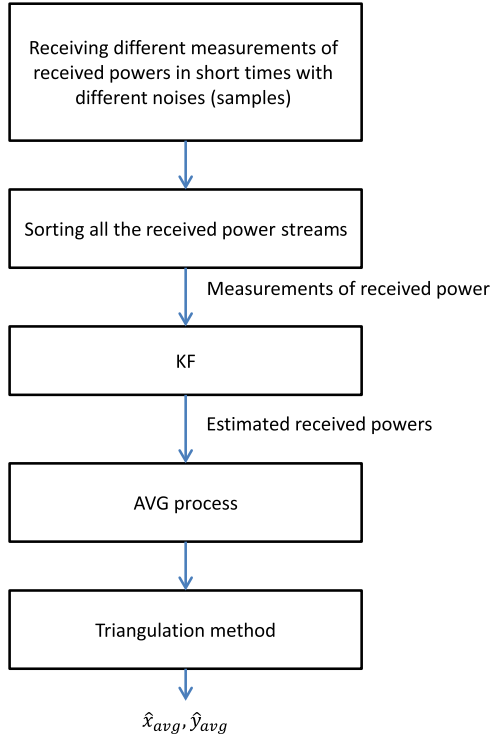 Receiving different measurements of
received powers in short times with
different noises (samples)
Sorting all the received power streams
Measurements of received power
KF
Estimated received powers
AVG process
Triangulation method
x̂avg, ŷavg